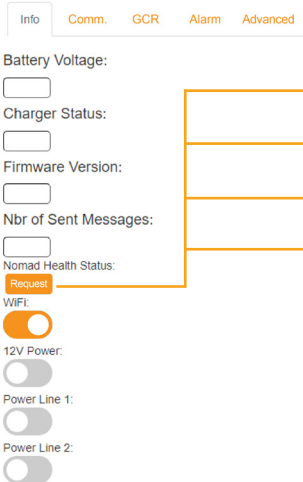 Info Comm. GCR Alarm Advanced
Battery Voltage:
Charger Status:
Firmware Version:
Nbr of Sent Messages:
Nomad Health Status:
Request
WiFi:
12V Power:
Power Line 1:
Power Line 2: